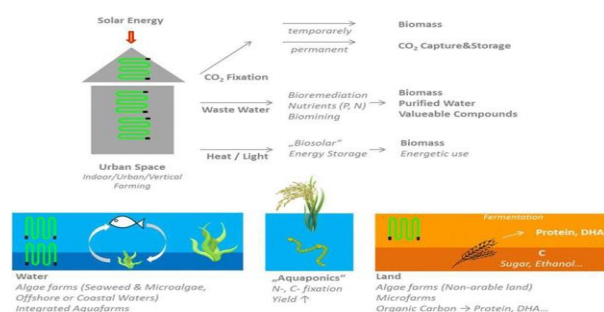 Solar Energy
temporarely
Biomass
permanent
CO₂ Capture&Storage
CO₂ Fixation
Waste Water
Bioremediation
Nutrients (P, N)
Biomining
Biomass
Purified Water
Valueable Compounds
Heat / Light
„Biosolar"
Energy Storage
Biomass
Energetic use
Urban Space
Indoor/Urban/Vertical
Farming
Fermentation
Protein, DHA
C
Sugar, Ethanol...
Water
Algae farms (Seaweed & Microalgae,
Offshore or Coastal Waters)
Integrated Aquafarms
„Aquaponics"
N-, C- fixation
Yield ↑
Land
Algae farms (Non-arable land)
Microfarms
Organic Carbon → Protein, DHA...